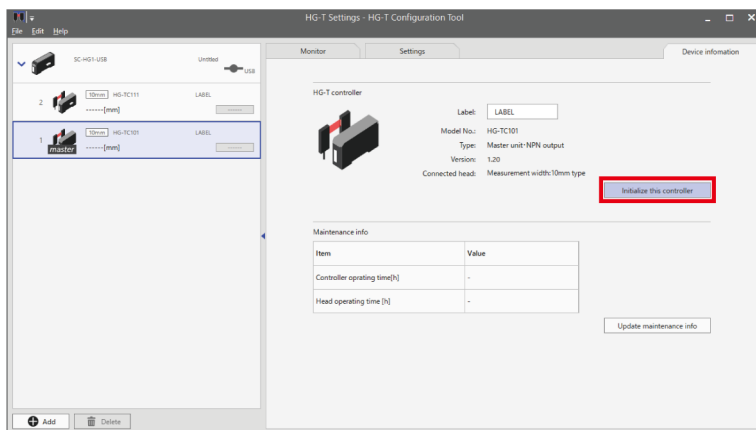 HG-T Settings - HG-T Configuration Tool
File Edit Help
SC-HG1-USB
Untitled
USB
2
10mm HG-TC111
LABEL
------[mm]
------
1
10mm HG-TC101
LABEL
master
------[mm]
------
Add
Delete
Monitor
Settings
Device infomation
HG-T controller
Label: LABEL
Model No.: HG-TC101
Type: Master unit·NPN output
Version: 1.20
Connected head: Measurement width:10mm type
Initialize this controller
Maintenance info
Item Value
Controller oprating time[h] -
Head operating time [h] -
Update maintenance info